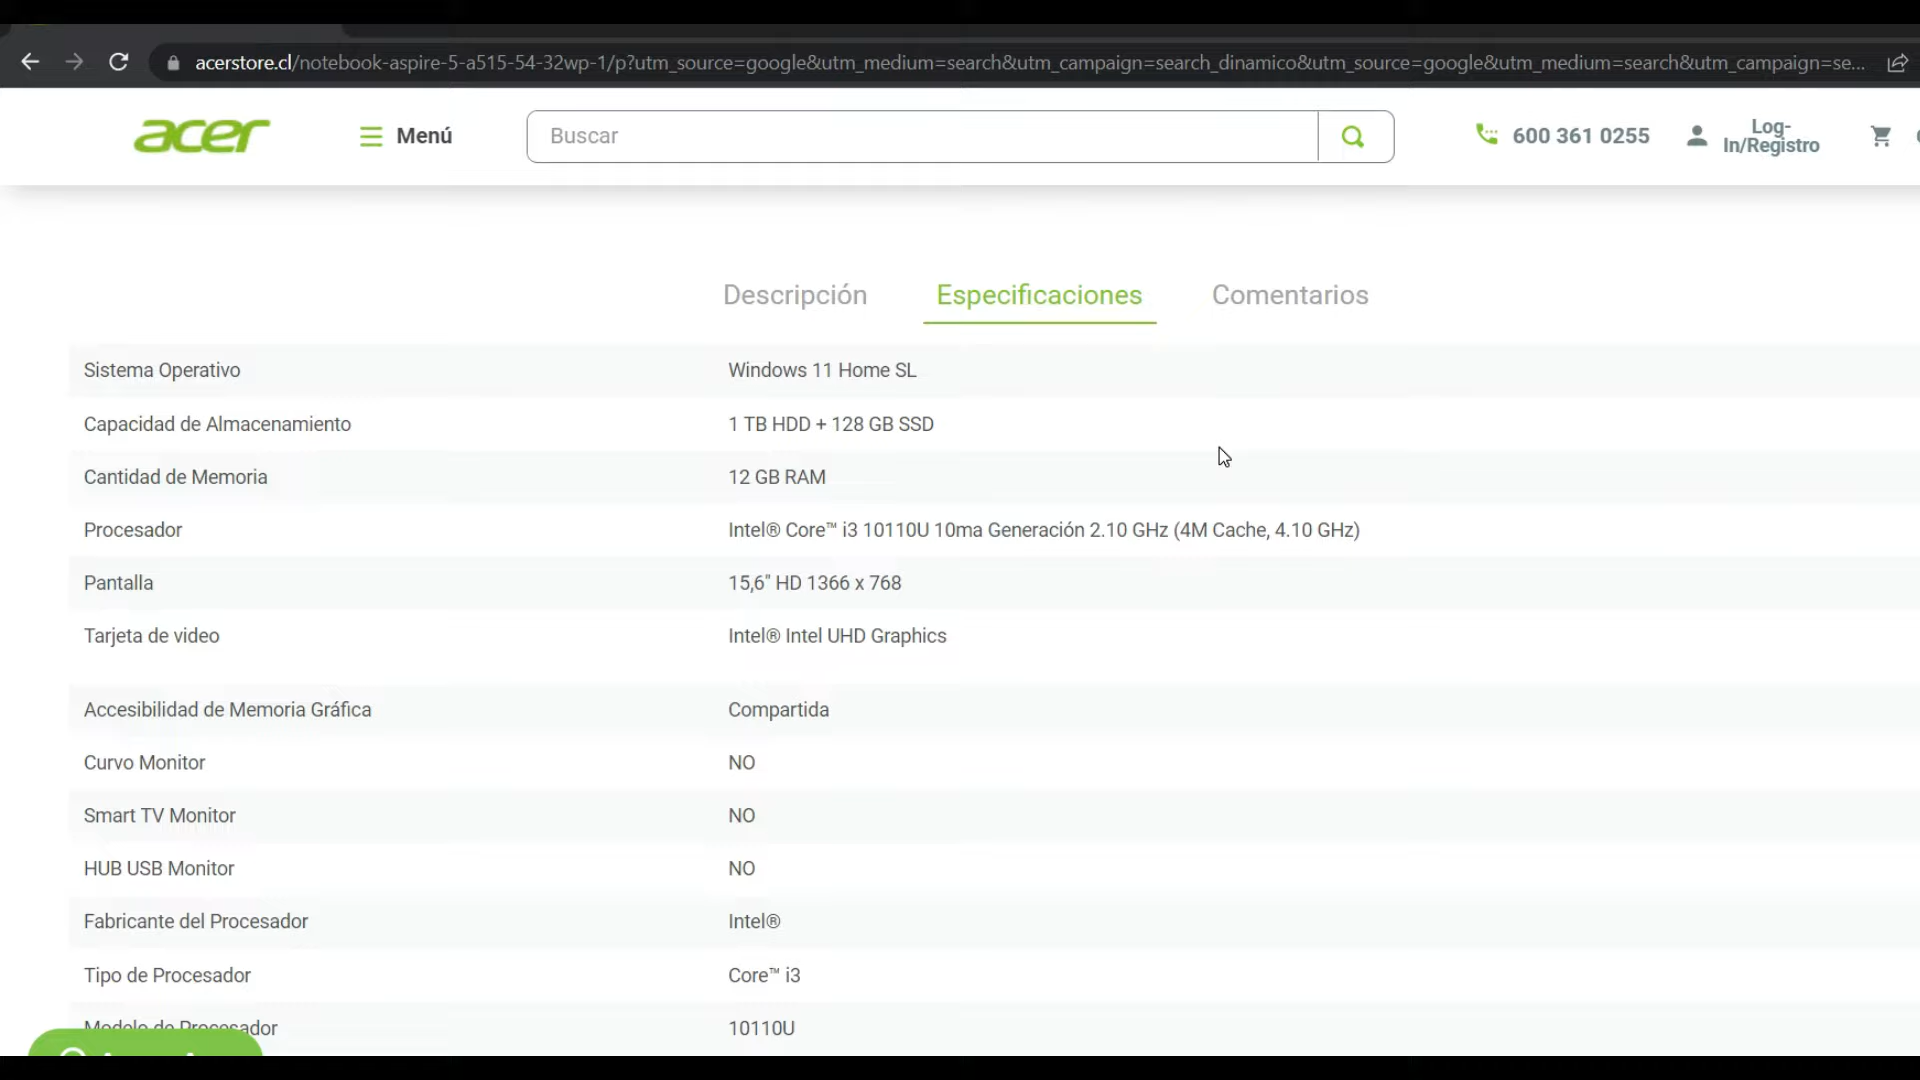 acerstore.cl/notebook-aspire-5-a515-54-32wp-1/p?utm_source=google&utm_medium=search&utm_campaign=search_dinamico&utm_source=google&utm_medium=search&utm_campaign=se...
acer
Menú
Buscar
600 361 0255
Log-
In/Registro
Descripción Especificaciones Comentarios
Sistema Operativo Windows 11 Home SL
Capacidad de Almacenamiento 1 TB HDD + 128 GB SSD
Cantidad de Memoria 12 GB RAM
Procesador Intel® Core™ i3 10110U 10ma Generación 2.10 GHz (4M Cache, 4.10 GHz)
Pantalla 15,6" HD 1366 x 768
Tarjeta de video Intel® Intel UHD Graphics
Accesibilidad de Memoria Gráfica Compartida
Curvo Monitor NO
Smart TV Monitor NO
HUB USB Monitor NO
Fabricante del Procesador Intel®
Tipo de Procesador Core™ i3
Modelo de Procesador 10110U